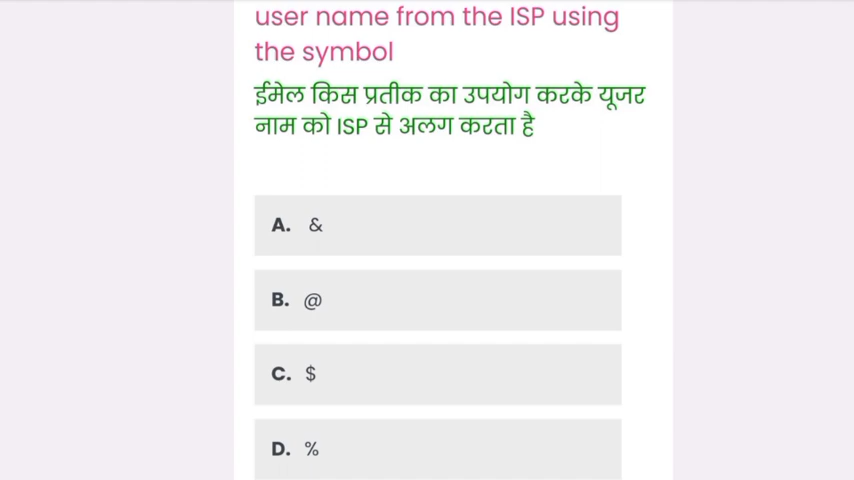 user name from the ISP using
the symbol
ईमेल किस प्रतीक का उपयोग करके यूजर
नाम को ISP से अलग करता है
A. &
B. @
C. $
D. %